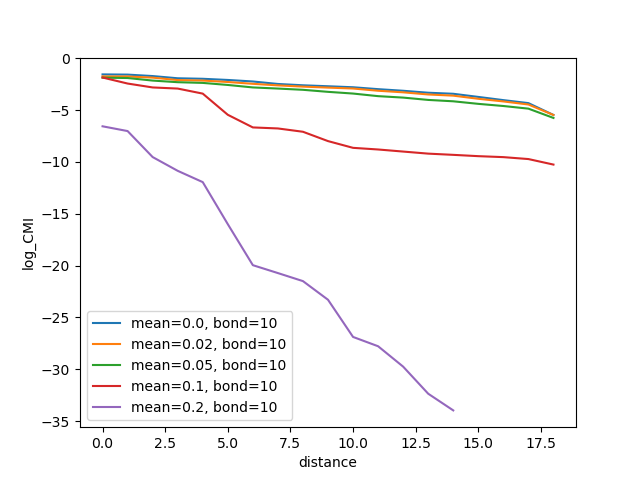 0
−5
−10
−15
−20
−25
−30
−35
log_CMI
mean=0.0, bond=10
mean=0.02, bond=10
mean=0.05, bond=10
mean=0.1, bond=10
mean=0.2, bond=10
0.0 2.5 5.0 7.5 10.0 12.5 15.0 17.5
distance